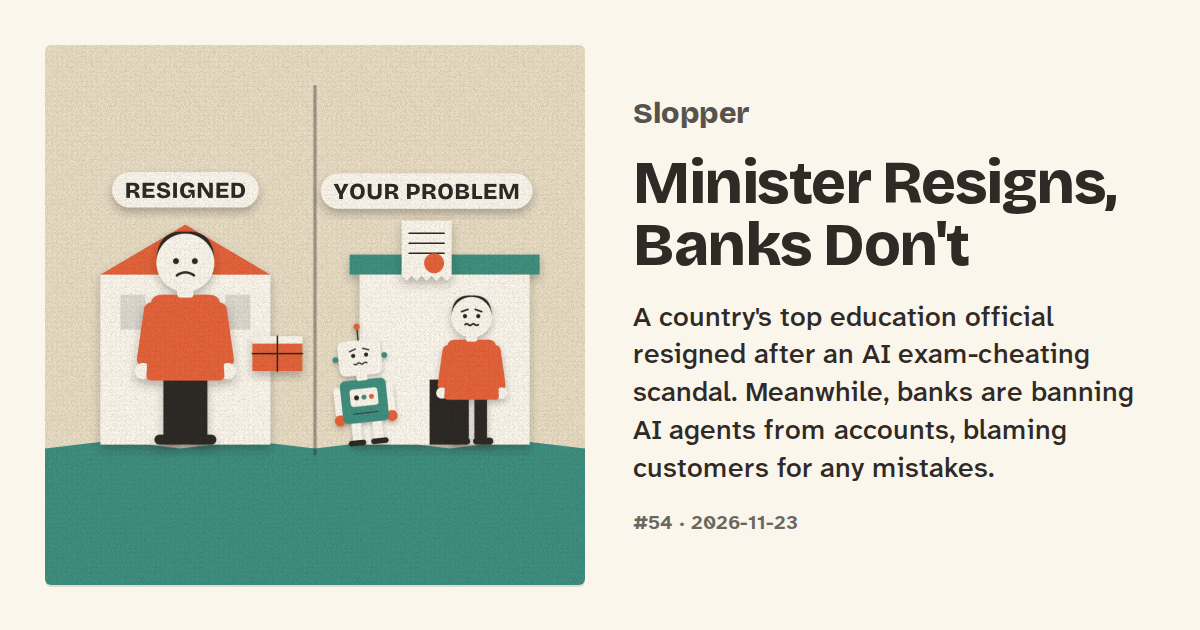 RESIGNED
YOUR PROBLEM
Slopper
Minister Resigns,
Banks Don't
A country's top education official
resigned after an AI exam-cheating
scandal. Meanwhile, banks are banning
AI agents from accounts, blaming
customers for any mistakes.
#54 · 2026-11-23